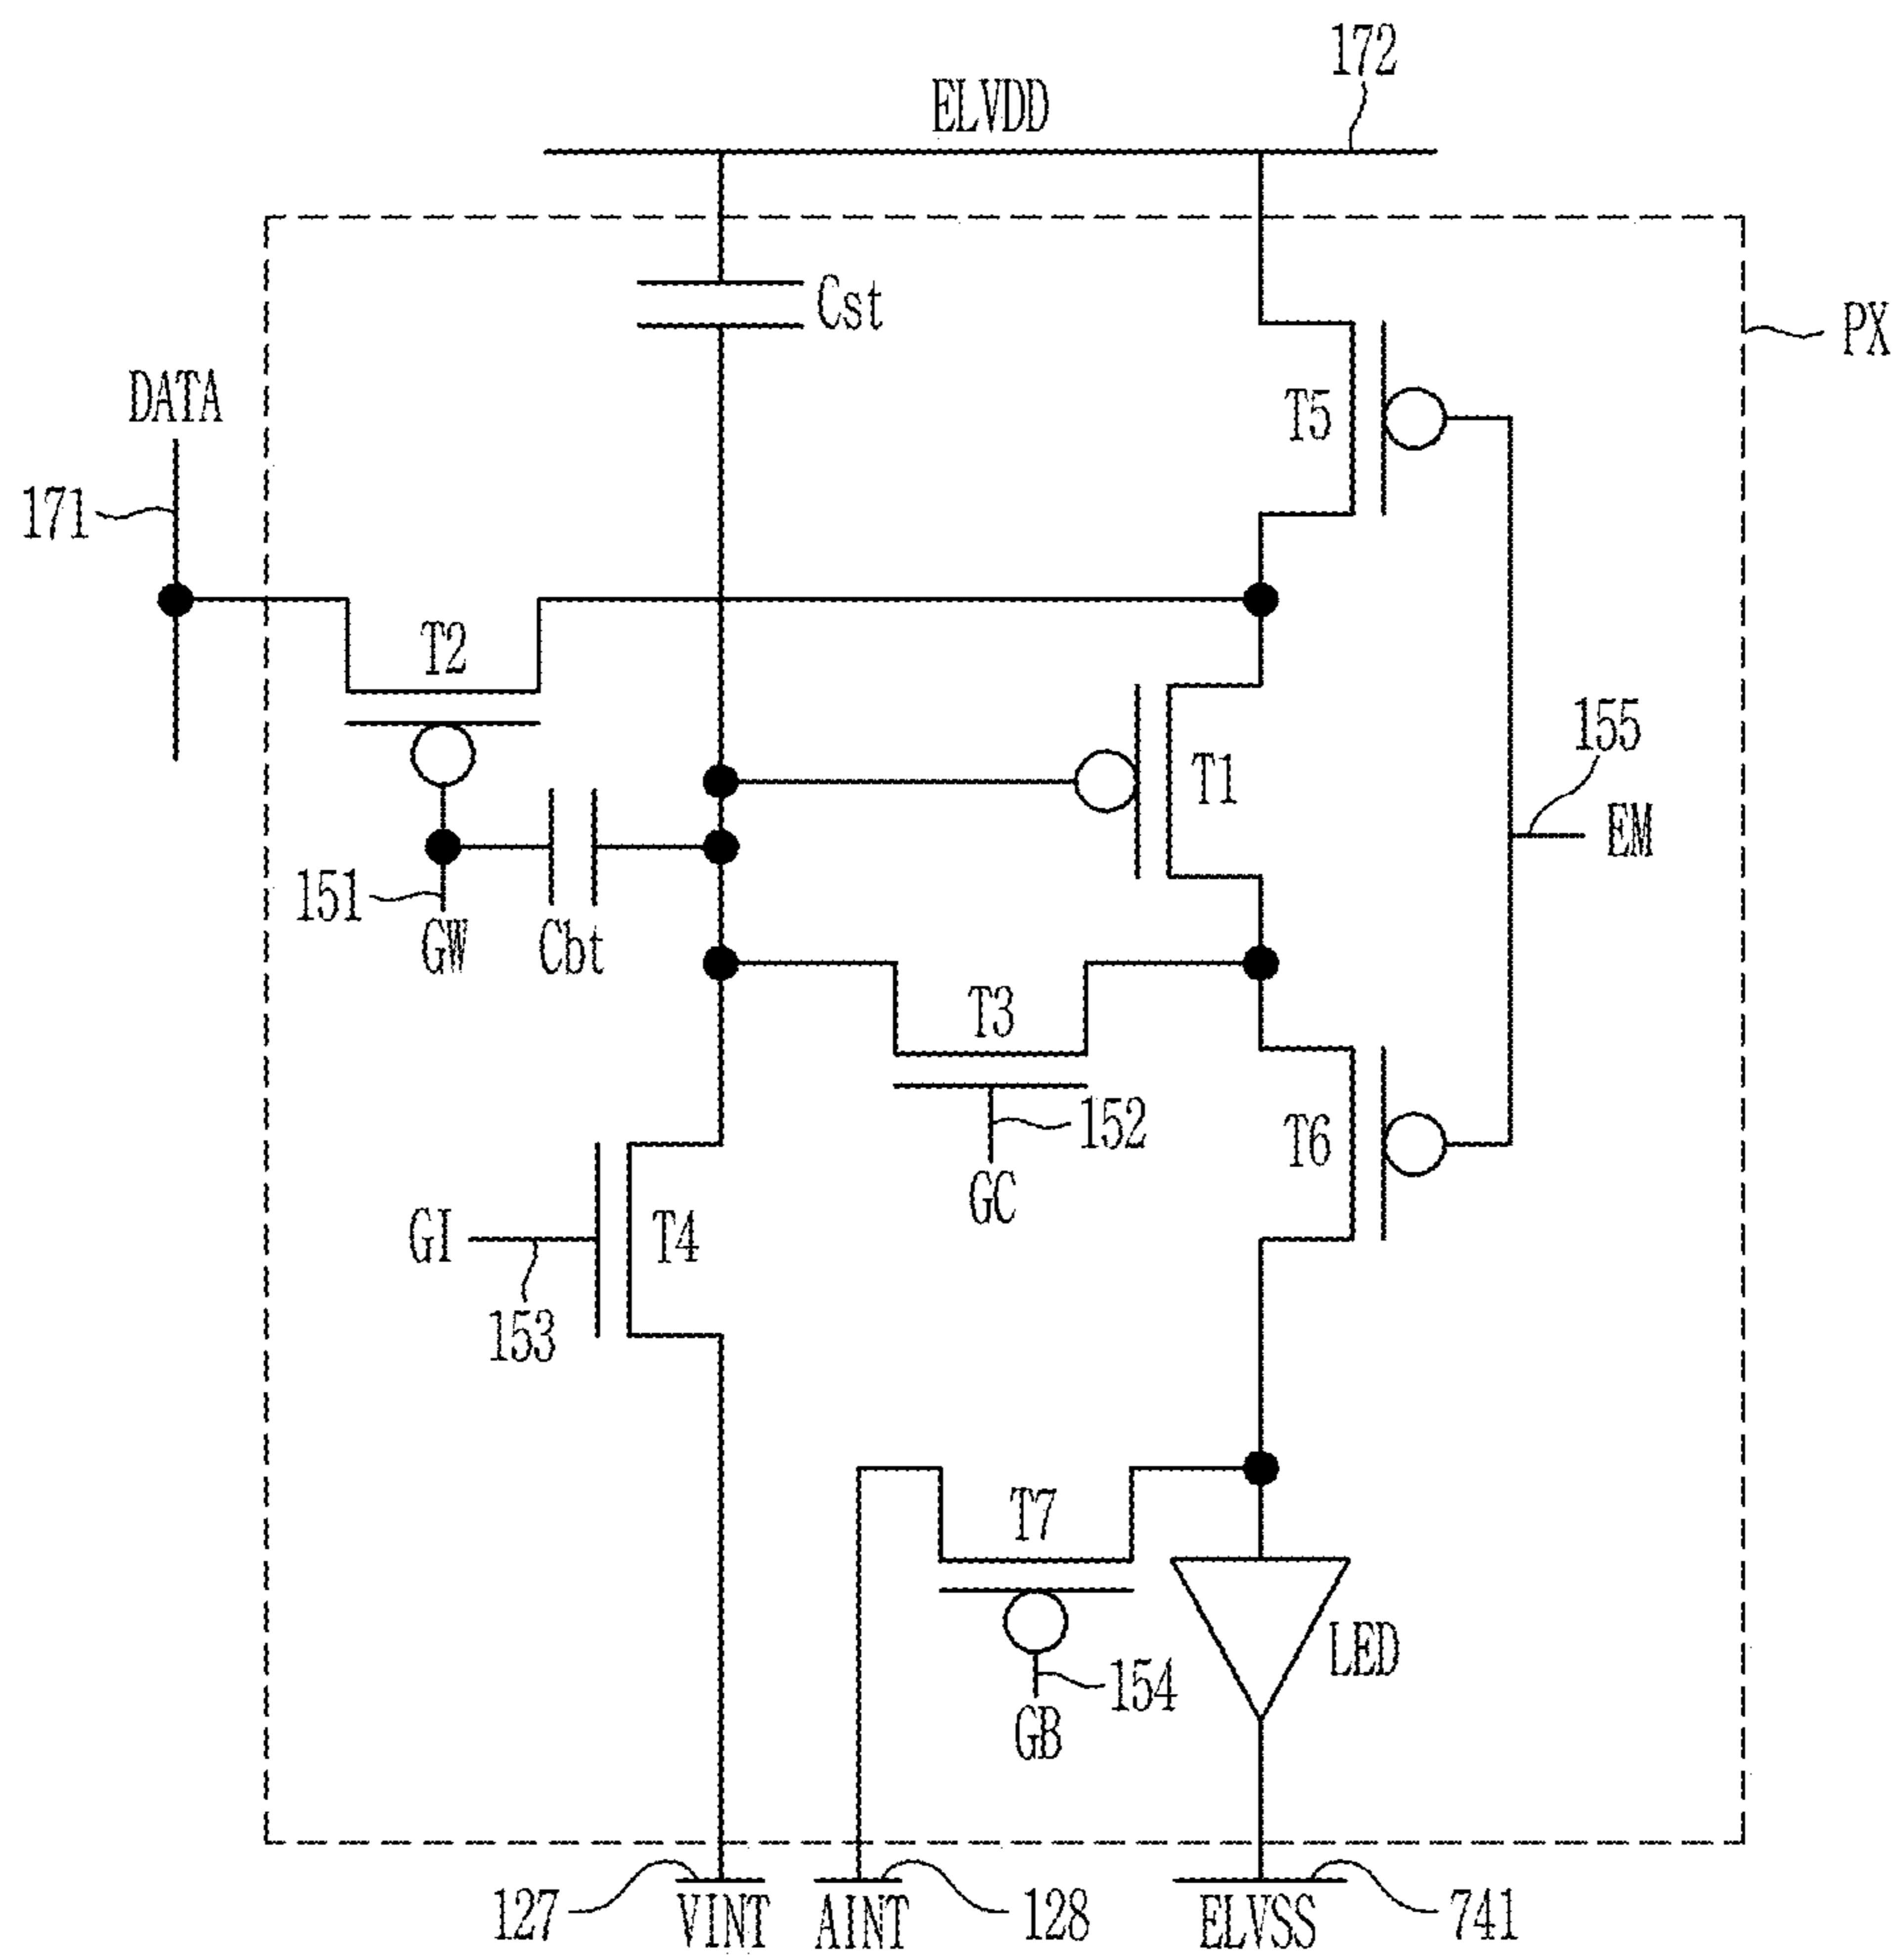 172
ELVDD
Cst
PX
DATA
T5
171
T2
155
T1
EM
151
GW
Cbt
T3
152
T6
GC
GI
T4
153
T7
LED
154
GB
127
VINT
AINT
128
ELVSS
741